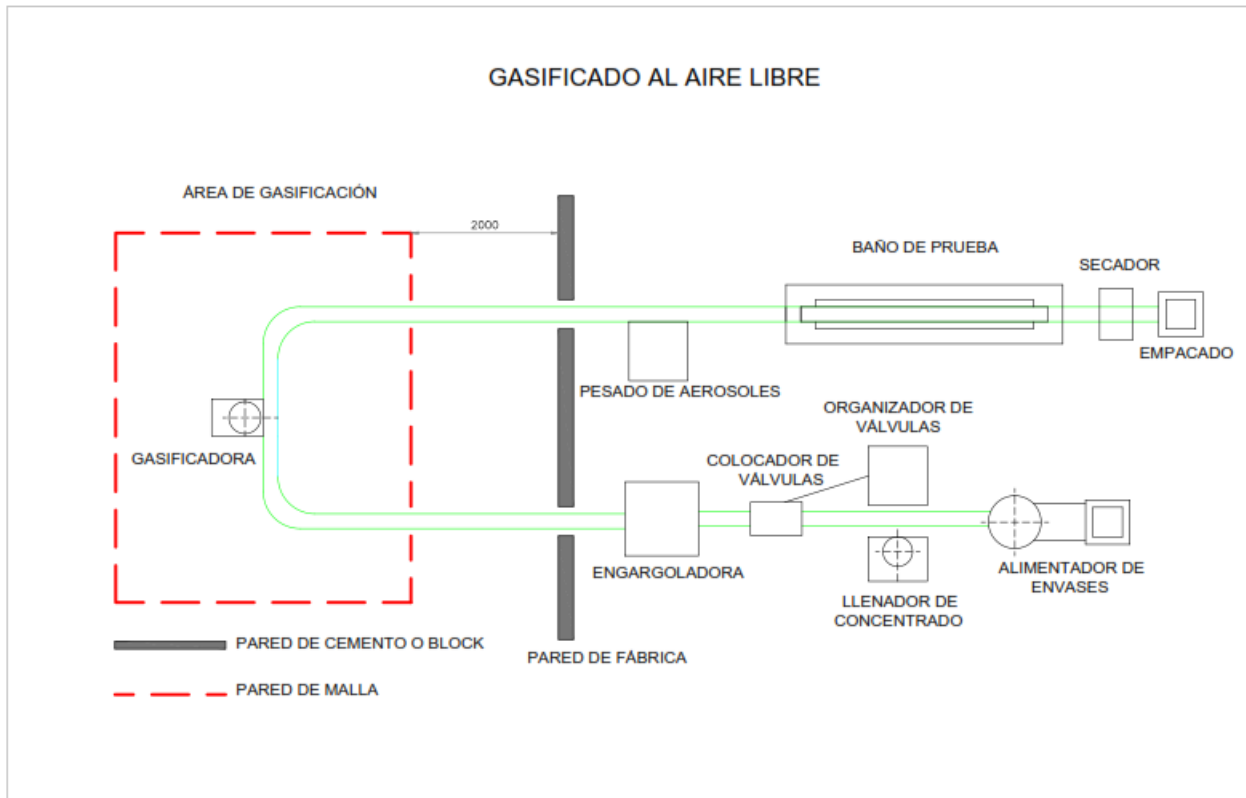 GASIFICADO AL AIRE LIBRE
ÁREA DE GASIFICACIÓN
2000
BAÑO DE PRUEBA
SECADOR
EMPACADO
PESADO DE AEROSOLES
ORGANIZADOR DE
VÁLVULAS
COLOCADOR DE
VÁLVULAS
GASIFICADORA
ENGARGOLADORA
ALIMENTADOR DE
ENVASES
LLENADOR DE
CONCENTRADO
PARED DE CEMENTO O BLOCK
PARED DE FÁBRICA
PARED DE MALLA